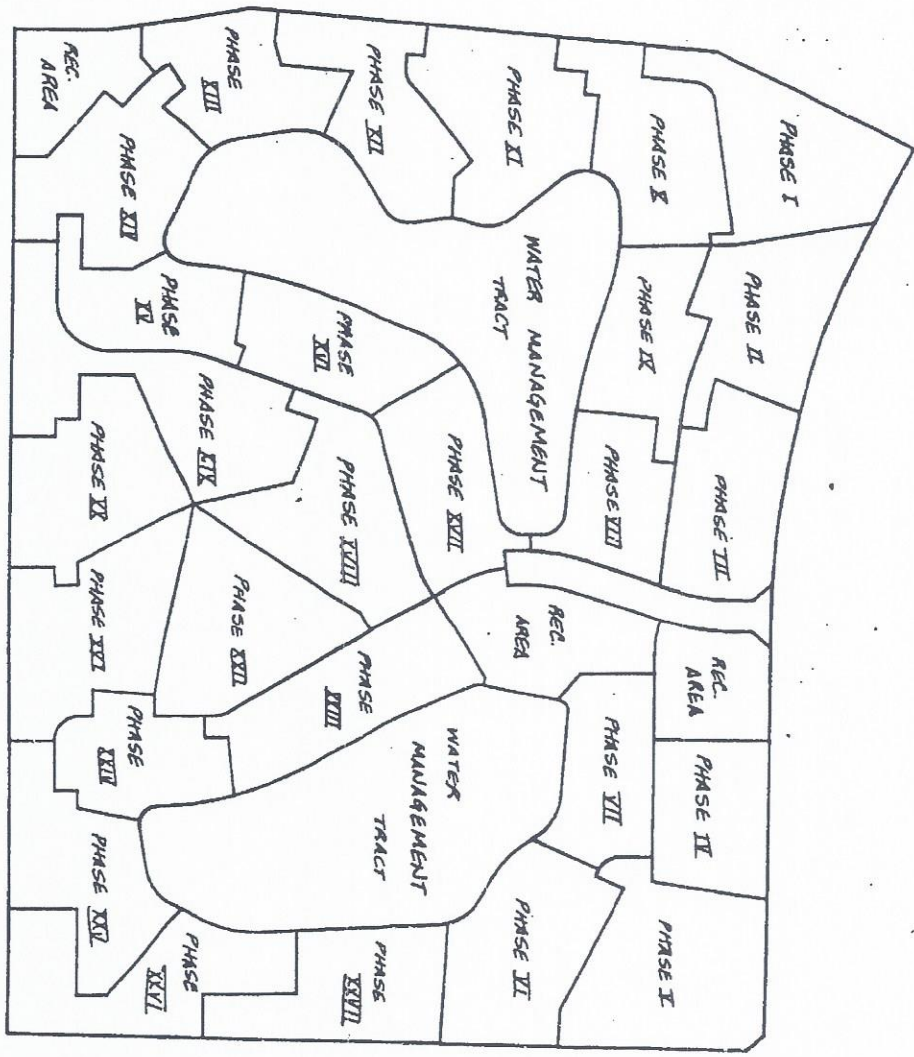 PHASE I
PHASE II
PHASE III
REC.
AREA
PHASE IV
PHASE V
PHASE X
PHASE IX
PHASE VIII
PHASE VII
PHASE VI
PHASE XI
WATER MANAGEMENT
TRACT
REC.
AREA
PHASE XII
PHASE XVII
WATER
MANAGEMENT
TRACT
PHASE
XXVII
PHASE
XVI
PHASE XVIII
PHASE
XXIII
PHASE
XIII
PHASE XIX
PHASE XXII
PHASE
XV
PHASE XIV
PHASE XX
PHASE XXI
PHASE
XXIV
PHASE XXV
PHASE
XXVI
REC.
AREA